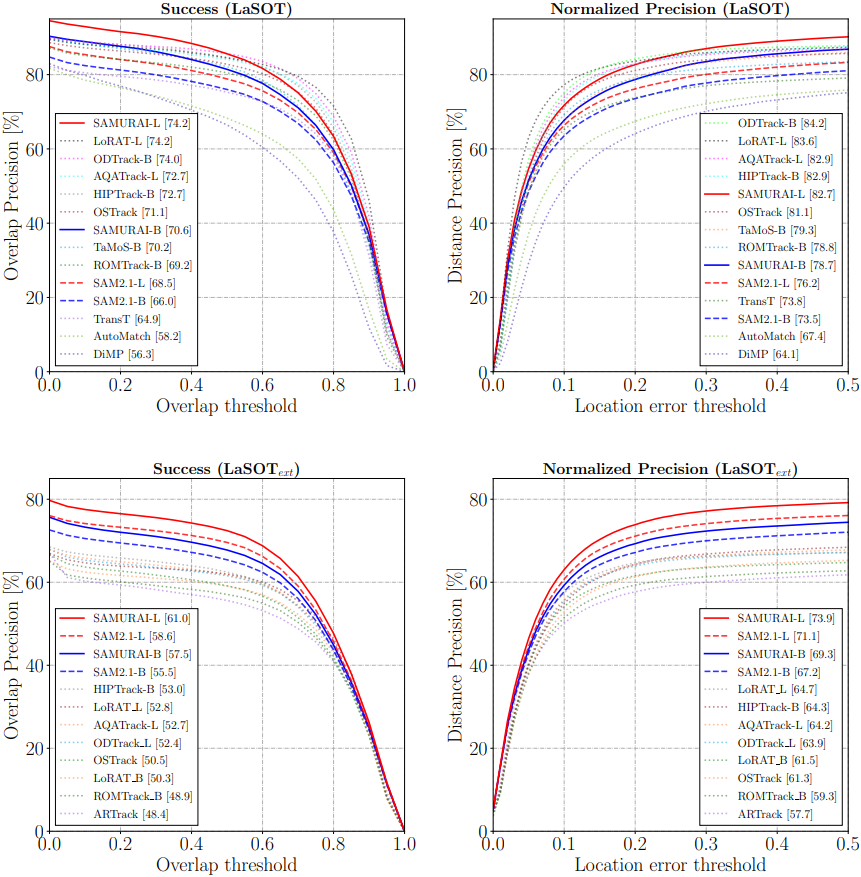 Success (LaSOT)
Overlap Precision [%]
80
60
40
20
0
SAMURAI-L [74.2]
LoRAT-L [74.2]
ODTrack-B [74.0]
AQATrack-L [72.7]
HIPTrack-B [72.7]
OSTrack [71.1]
SAMURAI-B [70.6]
TaMoS-B [70.2]
ROMTrack-B [69.2]
SAM2.1-L [68.5]
SAM2.1-B [66.0]
TransT [64.9]
AutoMatch [58.2]
DiMP [56.3]
0.0 0.2 0.4 0.6 0.8 1.0
Overlap threshold
Normalized Precision (LaSOT)
Distance Precision [%]
80
60
40
20
0
ODTrack-B [84.2]
LoRAT-L [83.6]
AQATrack-L [82.9]
HIPTrack-B [82.9]
SAMURAI-L [82.7]
OSTrack [81.1]
TaMoS-B [79.3]
ROMTrack-B [78.8]
SAMURAI-B [78.7]
SAM2.1-L [76.2]
TransT [73.8]
SAM2.1-B [73.5]
AutoMatch [67.4]
DiMP [64.1]
0.0 0.1 0.2 0.3 0.4 0.5
Location error threshold
Success (LaSOText)
Overlap Precision [%]
80
60
40
20
0
SAMURAI-L [61.0]
SAM2.1-L [58.6]
SAMURAI-B [57.5]
SAM2.1-B [55.5]
HIPTrack-B [53.0]
LoRAT_L [52.8]
AQATrack-L [52.7]
ODTrack_L [52.4]
OSTrack [50.5]
LoRAT_B [50.3]
ROMTrack_B [48.9]
ARTrack [48.4]
0.0 0.2 0.4 0.6 0.8 1.0
Overlap threshold
Normalized Precision (LaSOText)
Distance Precision [%]
80
60
40
20
0
SAMURAI-L [73.9]
SAM2.1-L [71.1]
SAMURAI-B [69.3]
SAM2.1-B [67.2]
LoRAT_L [64.7]
HIPTrack-B [64.3]
AQATrack-L [64.2]
ODTrack_L [63.9]
LoRAT_B [61.5]
OSTrack [61.3]
ROMTrack_B [59.3]
ARTrack [57.7]
0.0 0.1 0.2 0.3 0.4 0.5
Location error threshold